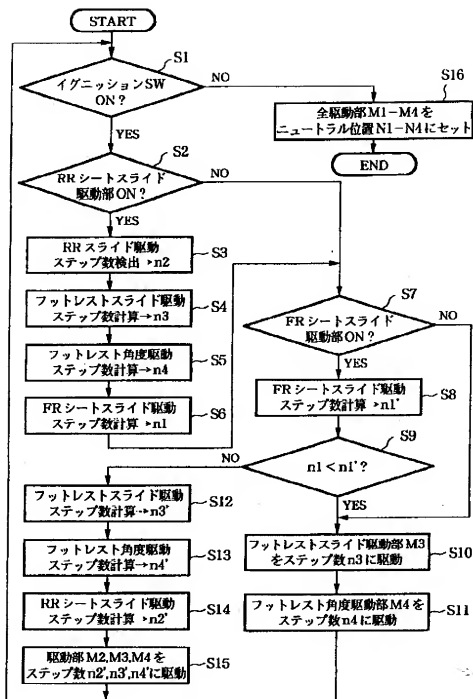 START
S1
イグニッションSW
ON?
NO
YES
S16
全駆動部M1-M4を
ニュートラル位置N1-N4にセット
END
S2
RRシートスライド
駆動部ON?
NO
YES
S3
RRスライド駆動
ステップ数検出→n2
S4
フットレストスライド駆動
ステップ数計算→n3
S5
フットレスト角度駆動
ステップ数計算→n4
S6
FRシートスライド駆動
ステップ数計算→n1
S7
FRシートスライド
駆動部ON?
NO
YES
S8
FRシートスライド駆動
ステップ数計算→n1'
S9
n1<n1'?
NO
YES
S10
フットレストスライド駆動部M3
をステップ数n3に駆動
S11
フットレスト角度駆動部M4を
ステップ数n4に駆動
S12
フットレストスライド駆動
ステップ数計算→n3'
S13
フットレスト角度駆動
ステップ数計算→n4'
S14
RRシートスライド駆動
ステップ数計算→n2'
S15
駆動部M2,M3,M4を
ステップ数n2',n3',n4'に駆動